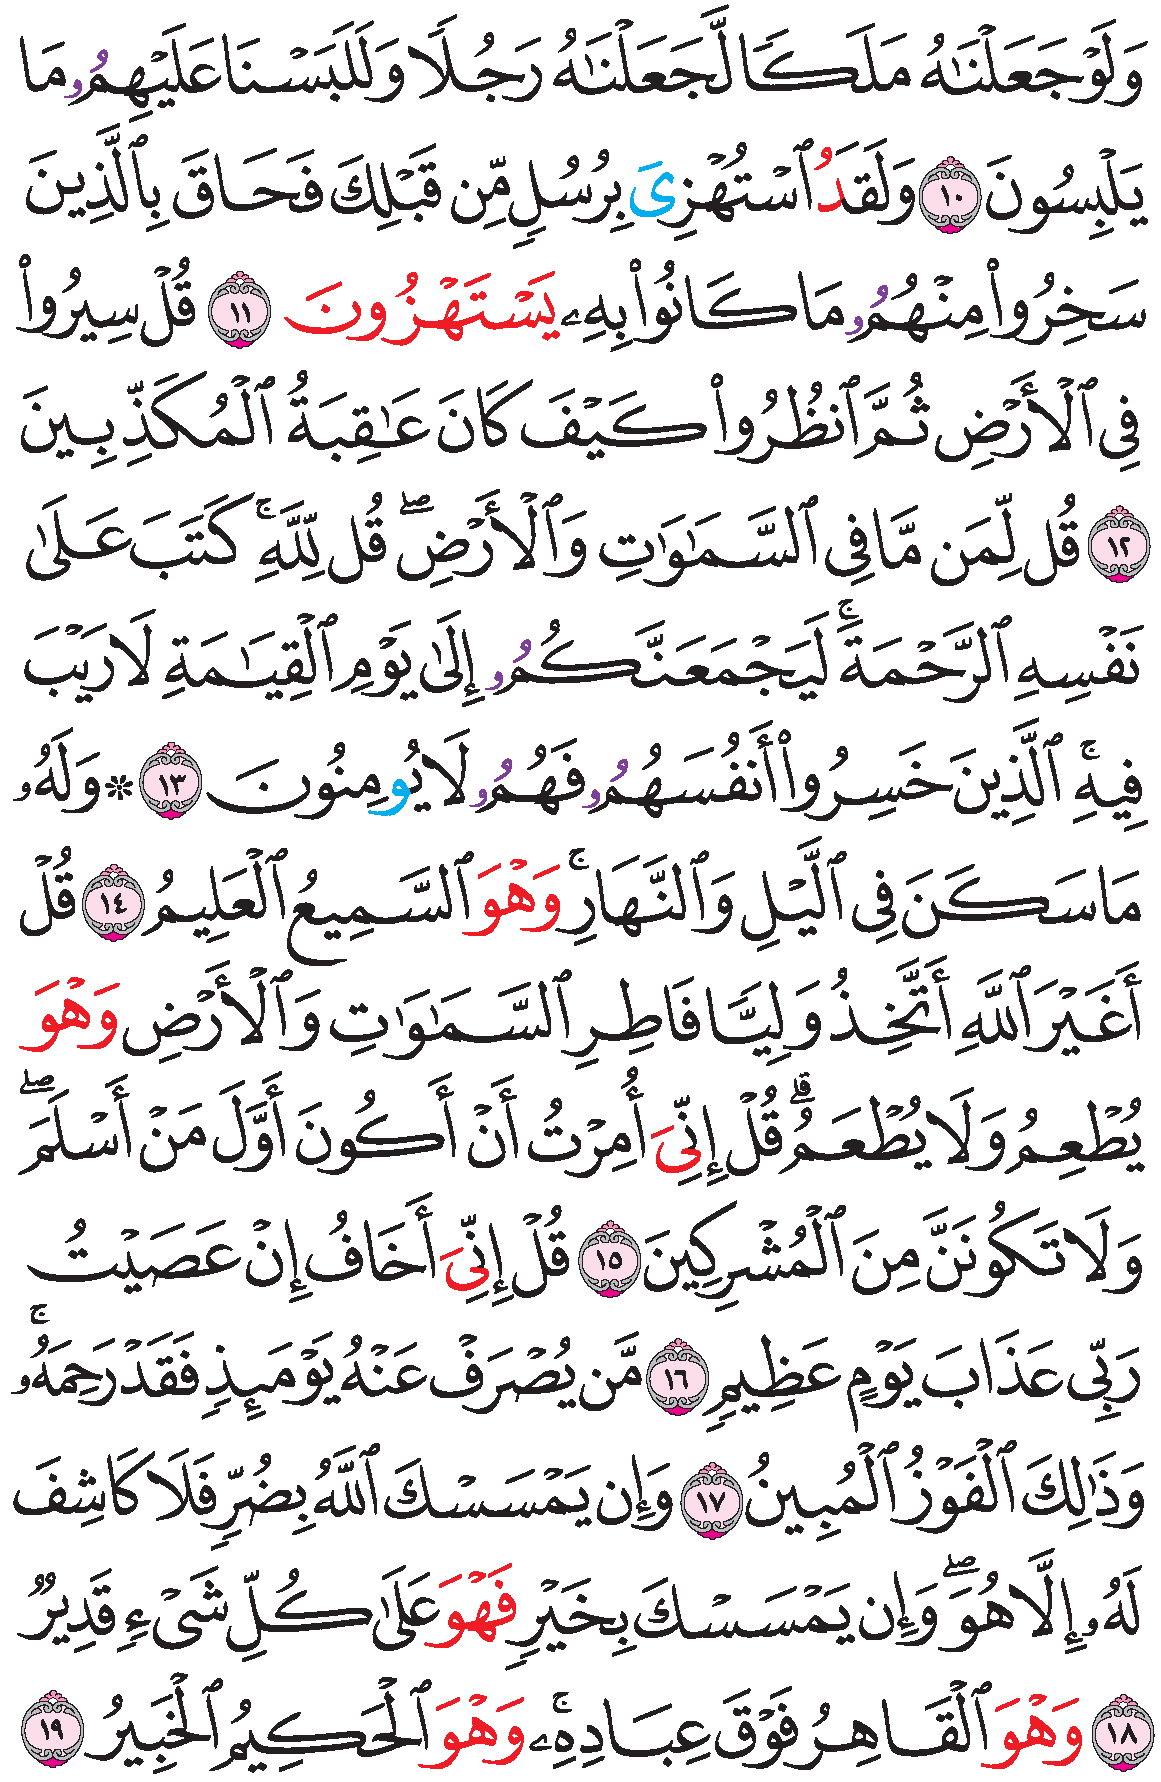 وَلَوْ جَعَلْنَٰهُ مَلَكٗا لَّجَعَلْنَٰهُ رَجُلٗا وَلَلَبَسْنَا عَلَيْهِمُۥ مَا
يَلْبِسُونَ ١٠ وَلَقَدُ ٱسْتُهْزِيَ بِرُسُلٖ مِّن قَبْلِكَ فَحَاقَ بِالَّذِينَ
سَخِرُواْ مِنْهُمُۥ مَا كَانُواْ بِهِۦ يَسْتَهْزُونَ ١١ قُلْ سِيرُواْ
فِي ٱلْأَرْضِ ثُمَّ ٱنظُرُواْ كَيْفَ كَانَ عَٰقِبَةُ ٱلْمُكَذِّبِينَ
١٢ قُل لِّمَن مَّا فِي ٱلسَّمَٰوَٰتِ وَٱلْأَرْضِۖ قُل لِّلَّهِۚ كَتَبَ عَلَىٰ
نَفْسِهِ ٱلرَّحْمَةَۚ لَيَجْمَعَنَّكُمُۥ إِلَىٰ يَوْمِ ٱلْقِيَٰمَةِ لَا رَيْبَ
فِيهِۚ ٱلَّذِينَ خَسِرُواْ أَنفُسَهُمُۥ فَهُمُۥ لَا يُومِنُونَ ١٣ ۞ وَلَهُۥ
مَا سَكَنَ فِي ٱلَّيْلِ وَٱلنَّهَارِۚ وَهْوَ ٱلسَّمِيعُ ٱلْعَلِيمُ ١٤ قُلْ
أَغَيْرَ ٱللَّهِ أَتَّخِذُ وَلِيّٗا فَاطِرِ ٱلسَّمَٰوَٰتِ وَٱلْأَرْضِ وَهْوَ
يُطْعِمُ وَلَا يُطْعَمُۗ قُلْ إِنِّيَ أُمِرْتُ أَنْ أَكُونَ أَوَّلَ مَنْ أَسْلَمَۖ
وَلَا تَكُونَنَّ مِنَ ٱلْمُشْرِكِينَ ١٥ قُلْ إِنِّيَ أَخَافُ إِنْ عَصَيْتُ
رَبِّي عَذَابَ يَوْمٍ عَظِيمٖ ١٦ مَّن يُصْرَفْ عَنْهُ يَوْمَئِذٖ فَقَدْ رَحِمَهُۥۚ
وَذَٰلِكَ ٱلْفَوْزُ ٱلْمُبِينُ ١٧ وَإِن يَمْسَسْكَ ٱللَّهُ بِضُرّٖ فَلَا كَاشِفَ
لَهُۥ إِلَّا هُوَۖ وَإِن يَمْسَسْكَ بِخَيْرٖ فَهْوَ عَلَىٰ كُلِّ شَيْءٖ قَدِيرٞ
١٨ وَهْوَ ٱلْقَاهِرُ فَوْقَ عِبَادِهِۦۚ وَهْوَ ٱلْحَكِيمُ ٱلْخَبِيرُ ١٩